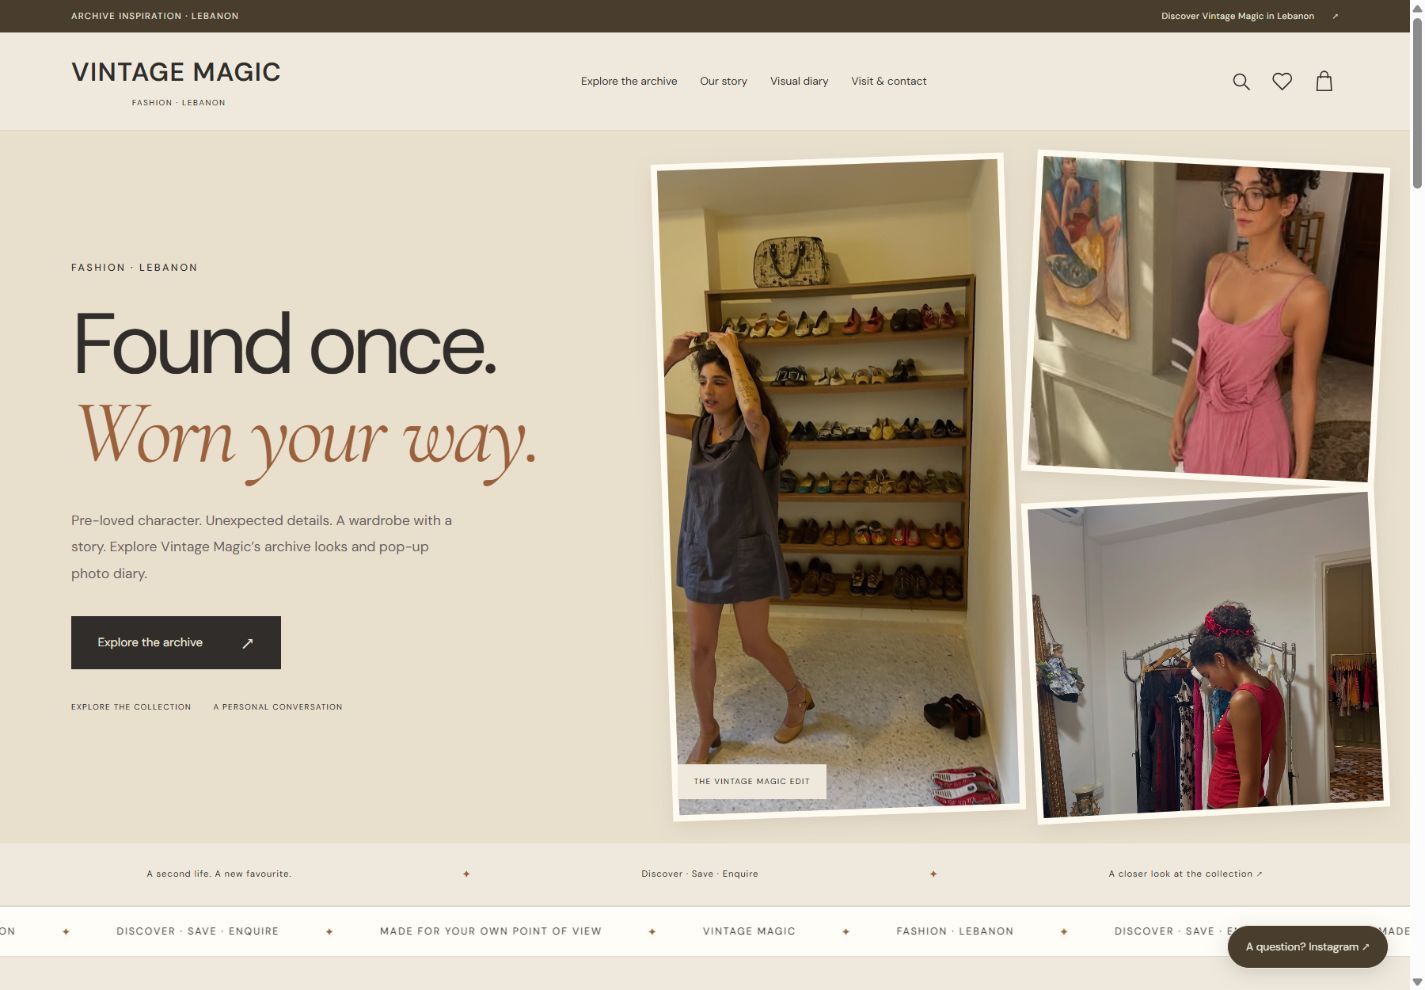 ARCHIVE INSPIRATION · LEBANON
Discover Vintage Magic in Lebanon ↗
VINTAGE MAGIC
FASHION · LEBANON
Explore the archive
Our story
Visual diary
Visit & contact
FASHION · LEBANON
Found once.
Worn your way.
Pre-loved character. Unexpected details. A wardrobe with a
story. Explore Vintage Magic’s archive looks and pop-up
photo diary.
Explore the archive ↗
EXPLORE THE COLLECTION
A PERSONAL CONVERSATION
THE VINTAGE MAGIC EDIT
A second life. A new favourite.
✦
Discover · Save · Enquire
✦
A closer look at the collection ↗
ON ✦ DISCOVER · SAVE · ENQUIRE ✦ MADE FOR YOUR OWN POINT OF VIEW ✦ VINTAGE MAGIC ✦ FASHION · LEBANON ✦ DISCOVER · SAVE · E MADE
A question? Instagram ↗